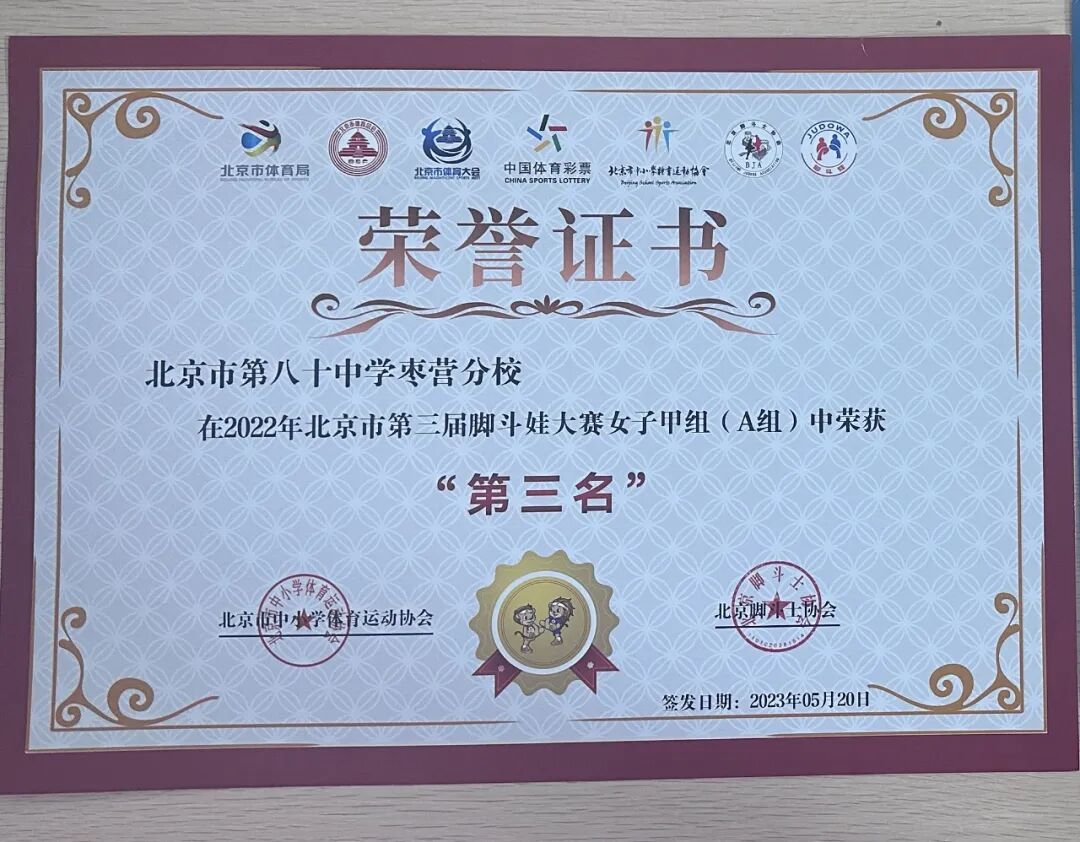 北京市体育局
北京市体育大会
中国体育彩票
CHINA SPORTS LOTTERY
北京市中小学体育运动协会
Beijing School Sports Association
BJA
JUDOWA
荣誉证书
北京市第八十中学枣营分校
在2022年北京市第三届脚斗娃大赛女子甲组（A组）中荣获
“第三名”
北京市中小学体育运动协会
北京脚斗士协会
签发日期：2023年05月20日